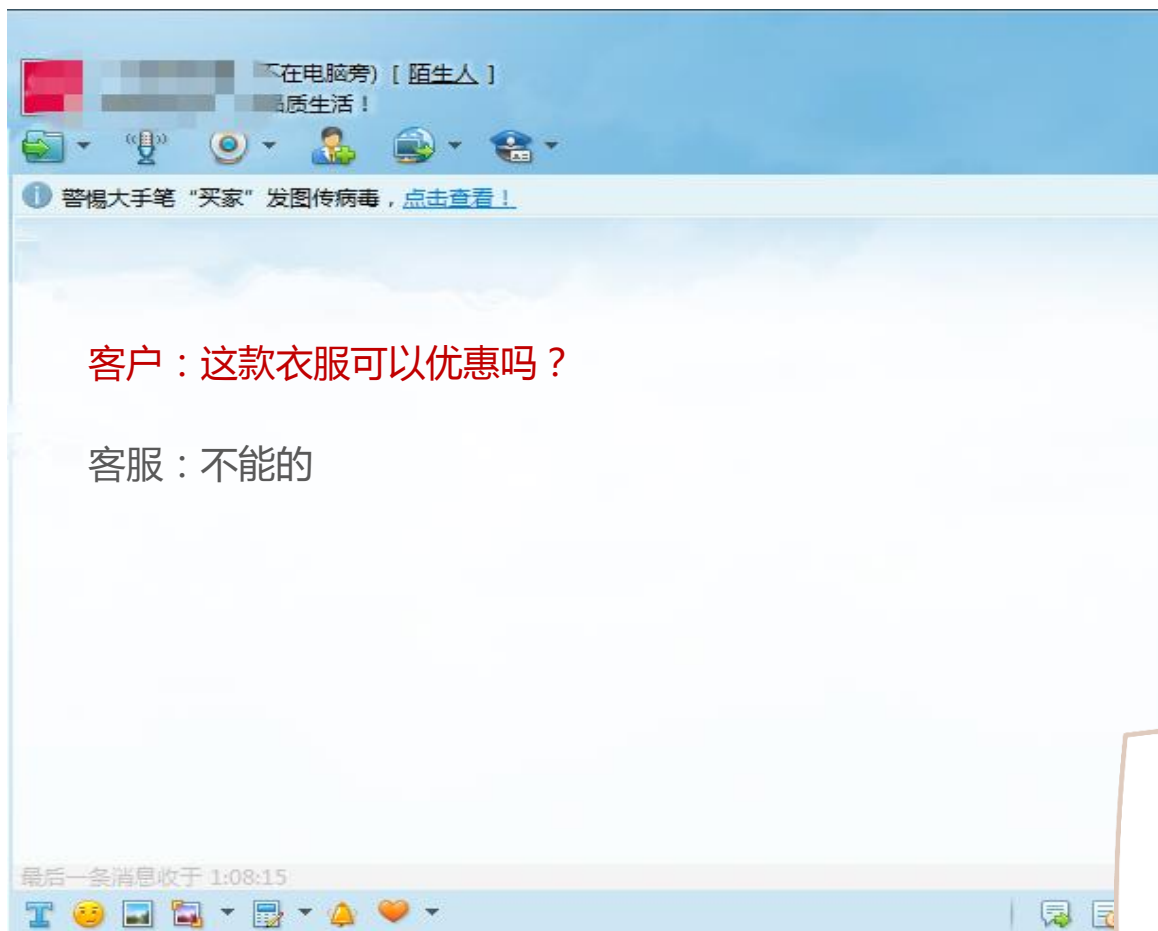 不在电脑旁) [ 陌生人 ]
品质生活！
警惕大手笔“买家”发图传病毒，点击查看！
客户：这款衣服可以优惠吗？
客服：不能的
最后一条消息收于 1:08:15